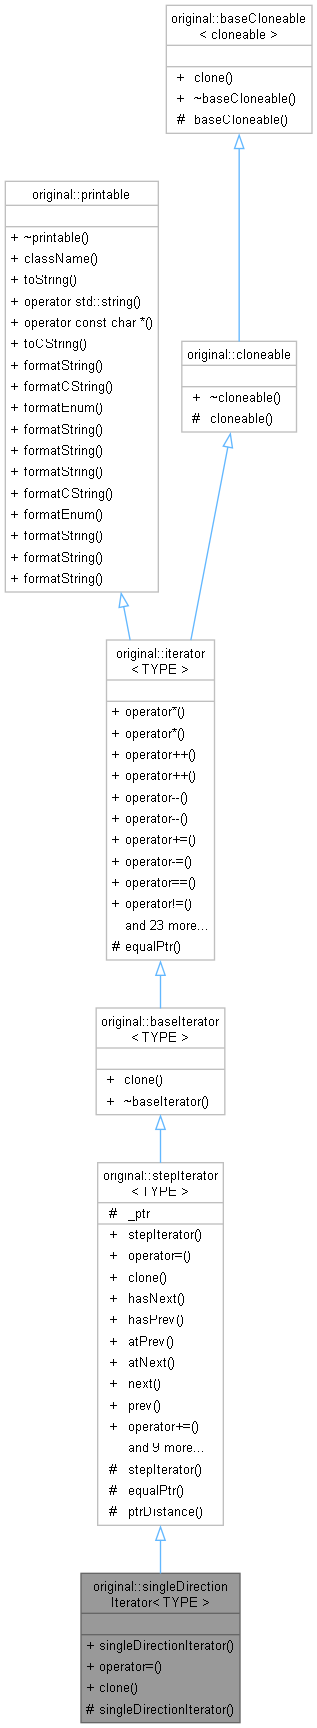 original::baseCloneable
< cloneable >
+ clone()
+ ~baseCloneable()
# baseCloneable()
original::printable
+ ~printable()
+ className()
+ toString()
+ operator std::string()
+ operator const char *()
+ toCString()
+ formatString()
+ formatCString()
+ formatEnum()
+ formatString()
+ formatString()
+ formatString()
+ formatCString()
+ formatEnum()
+ formatString()
+ formatString()
+ formatString()
original::cloneable
+ ~cloneable()
# cloneable()
original::iterator
< TYPE >
+ operator*()
+ operator*()
+ operator++()
+ operator++()
+ operator--()
+ operator--()
+ operator+=()
+ operator-=()
+ operator==()
+ operator!=()
and 23 more...
# equalPtr()
original::baseIterator
< TYPE >
+ clone()
+ ~baseIterator()
original::stepIterator
< TYPE >
# _ptr
+ stepIterator()
+ operator=()
+ clone()
+ hasNext()
+ hasPrev()
+ atPrev()
+ atNext()
+ next()
+ prev()
+ operator+=()
and 9 more...
# stepIterator()
# equalPtr()
# ptrDistance()
original::singleDirection
Iterator< TYPE >
+ singleDirectionIterator()
+ operator=()
+ clone()
# singleDirectionIterator()